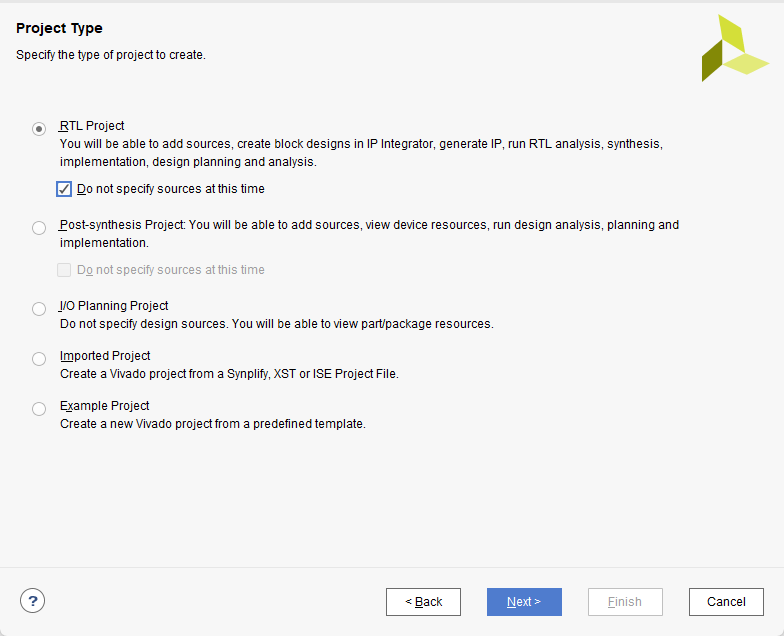 Project Type
Specify the type of project to create.
RTL Project
You will be able to add sources, create block designs in IP Integrator, generate IP, run RTL analysis, synthesis,
implementation, design planning and analysis.
Do not specify sources at this time
Post-synthesis Project: You will be able to add sources, view device resources, run design analysis, planning and
implementation.
Do not specify sources at this time
I/O Planning Project
Do not specify design sources. You will be able to view part/package resources.
Imported Project
Create a Vivado project from a Synplify, XST or ISE Project File.
Example Project
Create a new Vivado project from a predefined template.
?
< Back
Next >
Finish
Cancel